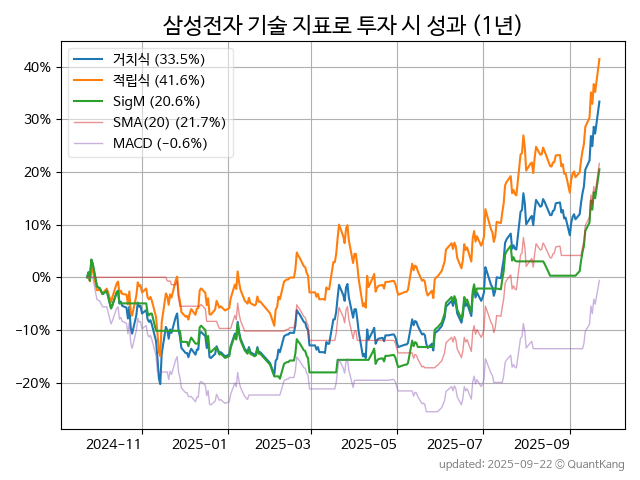 삼성전자 기술 지표로 투자 시 성과 (1년)
거치식 (33.5%)
적립식 (41.6%)
SigM (20.6%)
SMA(20) (21.7%)
MACD (−0.6%)
40%
30%
20%
10%
0%
−10%
−20%
2024-11 2025-01 2025-03 2025-05 2025-07 2025-09
updated: 2025-09-22 © QuantKang